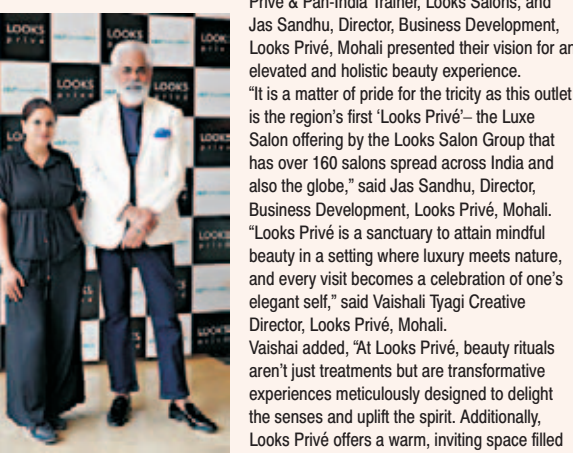 LOOKS
privé
LOOKS
privé
LOOKS
privé
LOOKS
privé
LOOKS
LOOKS
privé
Privé & Pan-India Trainer, Looks Salons, and
Jas Sandhu, Director, Business Development,
Looks Privé, Mohali presented their vision for an
elevated and holistic beauty experience.
“It is a matter of pride for the tricity as this outlet
is the region’s first ‘Looks Privé’– the Luxe
Salon offering by the Looks Salon Group that
has over 160 salons spread across India and
also the globe,” said Jas Sandhu, Director,
Business Development, Looks Privé, Mohali.
“Looks Privé is a sanctuary to attain mindful
beauty in a setting where luxury meets nature,
and every visit becomes a celebration of one’s
elegant self,” said Vaishali Tyagi Creative
Director, Looks Privé, Mohali.
Vaishai added, “At Looks Privé, beauty rituals
aren’t just treatments but are transformative
experiences meticulously designed to delight
the senses and uplift the spirit. Additionally,
Looks Privé offers a warm, inviting space filled